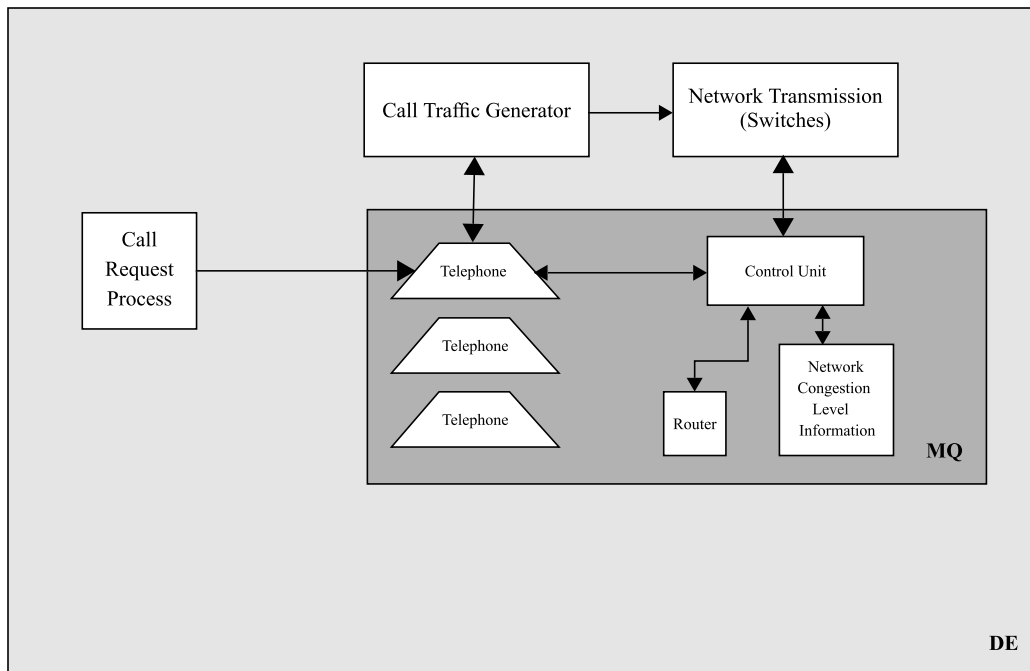 Call Traffic Generator
Network Transmission
(Switches)
Call
Request
Process
Telephone
Control Unit
Telephone
Network
Congestion
Level
Information
Telephone
Router
MQ
DE